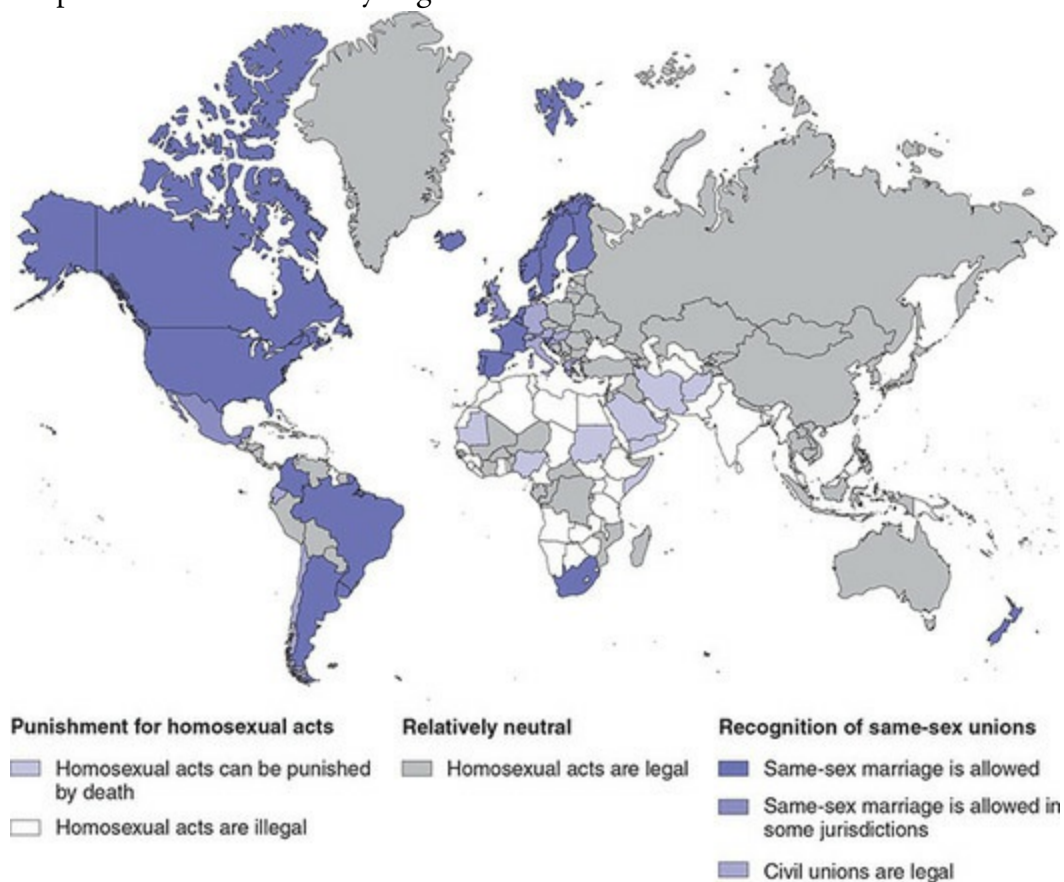 Punishment for homosexual acts
Homosexual acts can be punished
by death
Homosexual acts are illegal
Relatively neutral
Homosexual acts are legal
Recognition of same-sex unions
Same-sex marriage is allowed
Same-sex marriage is allowed in
some jurisdictions
Civil unions are legal